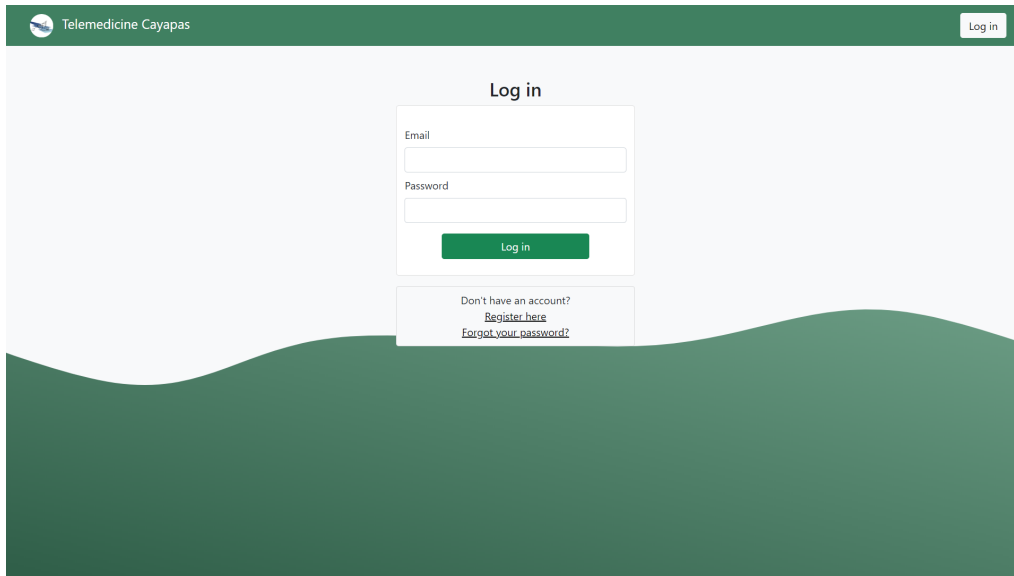 Telemedicine Cayapas
Log in
Log in
Email
Password
Log in
Don't have an account?
Register here
Forgot your password?